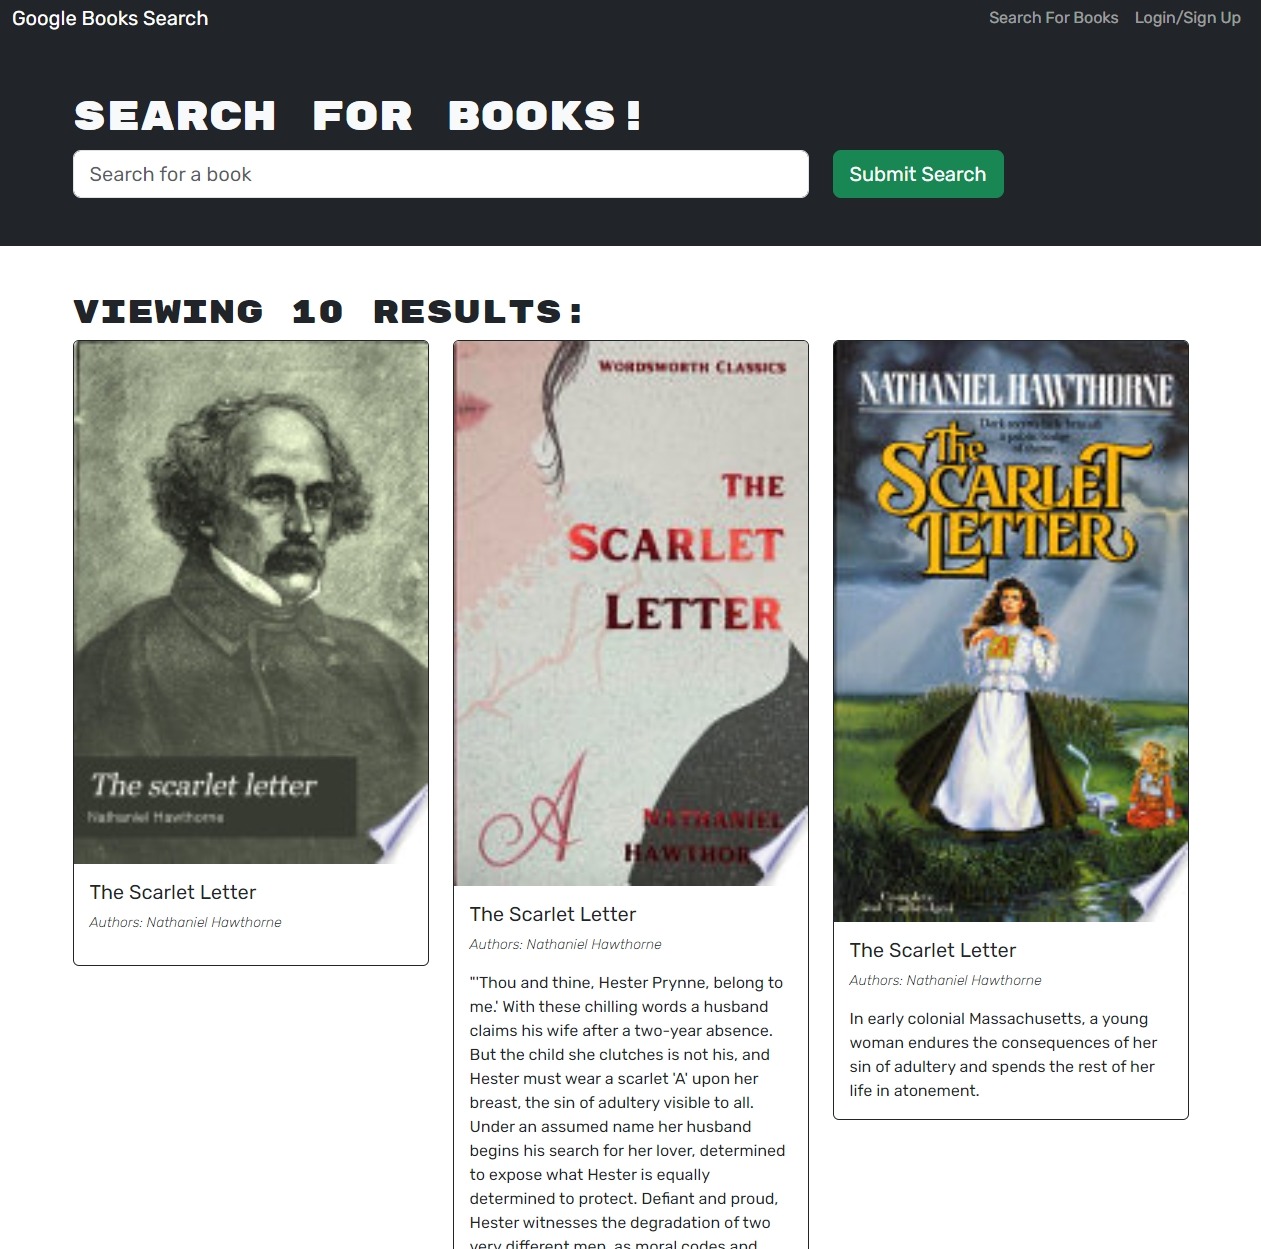 Google Books Search
Search For Books
Login/Sign Up
SEARCH FOR BOOKS!
Search for a book
Submit Search
VIEWING 10 RESULTS:
The scarlet letter
Nathaniel Hawthorne
The Scarlet Letter
Authors: Nathaniel Hawthorne
WORDSWORTH CLASSICS
THE
SCARLET
LETTER
A
NATHANIEL
HAWTHOR
The Scarlet Letter
Authors: Nathaniel Hawthorne
"'Thou and thine, Hester Prynne, belong to
me.' With these chilling words a husband
claims his wife after a two-year absence.
But the child she clutches is not his, and
Hester must wear a scarlet 'A' upon her
breast, the sin of adultery visible to all.
Under an assumed name her husband
begins his search for her lover, determined
to expose what Hester is equally
determined to protect. Defiant and proud,
Hester witnesses the degradation of two
very different men, as moral codes and
NATHANIEL HAWTHORNE
The
SCARLET
LETTER
A
The Scarlet Letter
Authors: Nathaniel Hawthorne
In early colonial Massachusetts, a young
woman endures the consequences of her
sin of adultery and spends the rest of her
life in atonement.